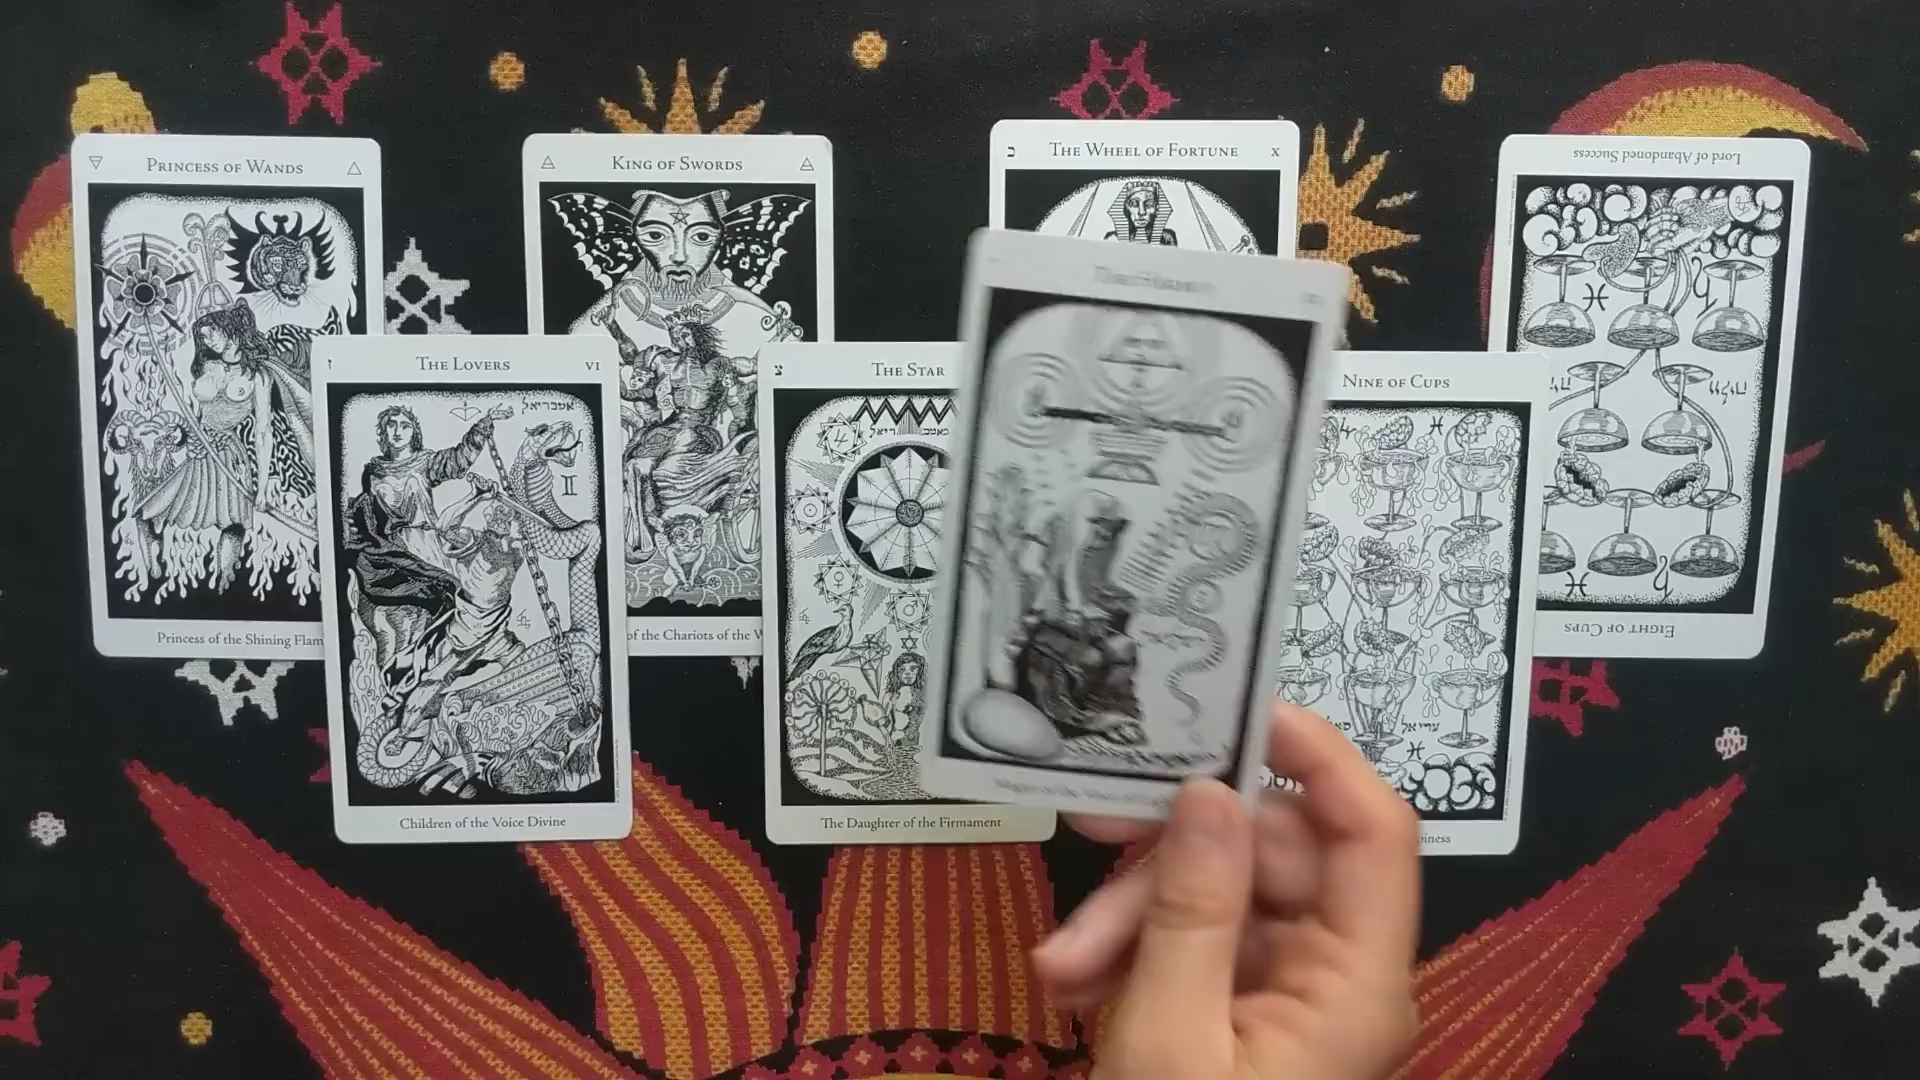 PRINCESS OF WANDS
Princess of the Shining Flam
ז THE LOVERS VI
אמבריאל
Children of the Voice Divine
KING OF SWORDS
of the Chariots of the W
צ THE STAR
The Daughter of the Firmament
כ THE WHEEL OF FORTUNE X
NINE OF CUPS
עריאל
piness
Lord of Abandoned Success
EIGHT OF CUPS